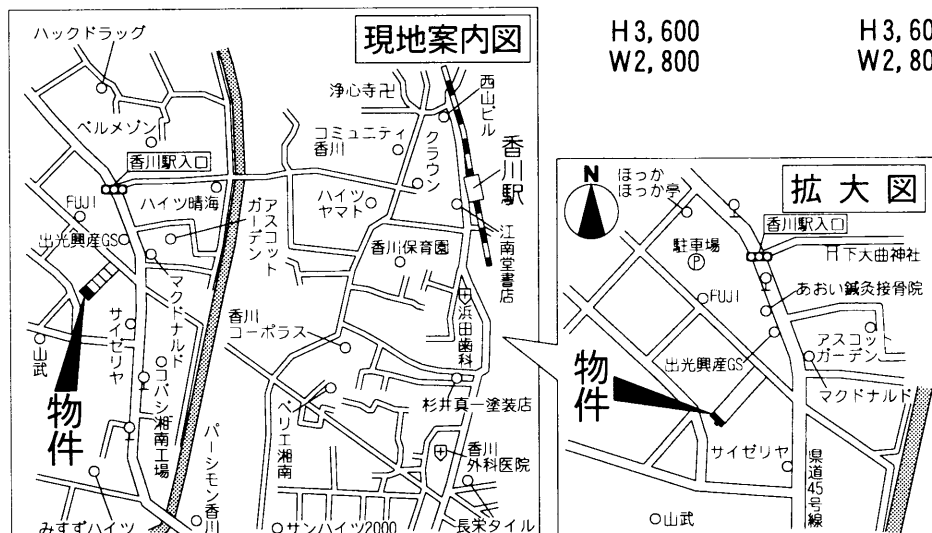 現地案内図
ハックドラッグ
ベルメゾン
香川駅入口
FUJI
出光興産GS
ハイツ晴海
アスコット
ガーデン
マクドナルド
サイゼリヤ
山武
物件
コバシ湘南工場
みすずハイツ
パーシモン香川
浄心寺卍
西山ビル
コミュニティ
香川
クラウン
香川駅
ハイツ
ヤマト
江南堂書店
香川保育園
浜田歯科
香川
コーポラス
杉井真一塗装店
ベリエ湘南
香川
外科医院
サンハイツ2000
長栄タイル
H3,600
W2,800
H3,60
W2,80
拡大図
N
ほっか
ほっか亭
香川駅入口
駐車場
P
下大曲神社
FUJI
あおい鍼灸接骨院
アスコット
ガーデン
出光興産GS
マクドナルド
物件
サイゼリヤ
県道45号線
山武